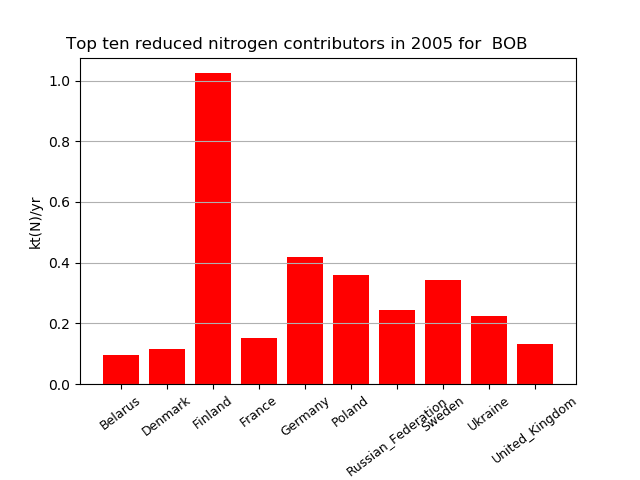 Top ten reduced nitrogen contributors in 2005 for  BOB
kt(N)/yr
1.0
0.8
0.6
0.4
0.2
0.0
Belarus
Denmark
Finland
France
Germany
Poland
Russian_Federation
Sweden
Ukraine
United_Kingdom